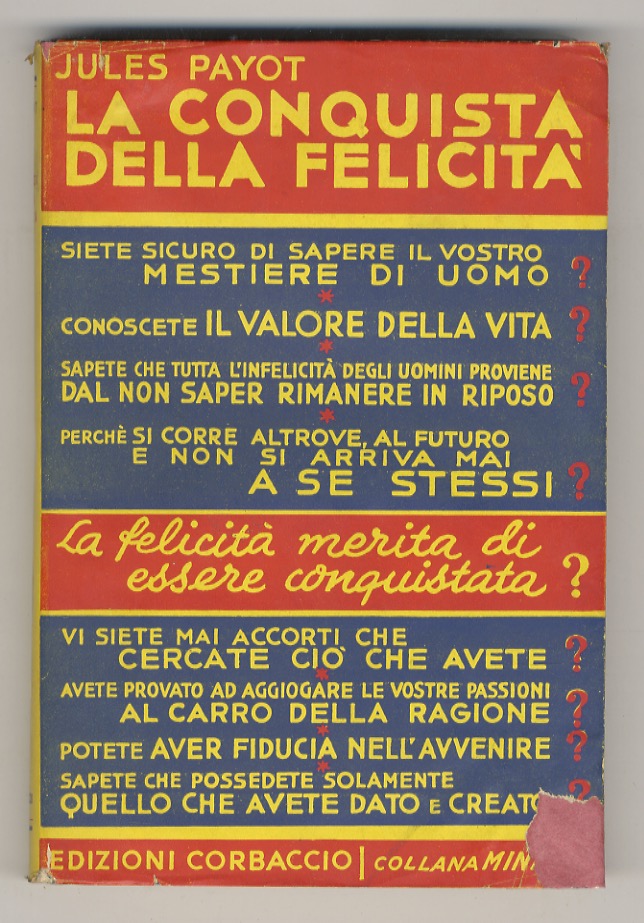 JULES PAYOT
LA CONQUISTA
DELLA FELICITÀ
SIETE SICURO DI SAPERE IL VOSTRO
MESTIERE DI UOMO ?
*
CONOSCETE IL VALORE DELLA VITA ?
*
SAPETE CHE TUTTA L'INFELICITÀ DEGLI UOMINI PROVIENE
DAL NON SAPER RIMANERE IN RIPOSO ?
*
PERCHÈ SI CORRE ALTROVE, AL FUTURO
E NON SI ARRIVA MAI
A SE STESSI ?
La felicità merita di
essere conquistata ?
VI SIETE MAI ACCORTI CHE
CERCATE CIÒ CHE AVETE ?
*
AVETE PROVATO AD AGGIOGARE LE VOSTRE PASSIONI
AL CARRO DELLA RAGIONE ?
*
POTETE AVER FIDUCIA NELL'AVVENIRE ?
*
SAPETE CHE POSSEDETE SOLAMENTE
QUELLO CHE AVETE DATO E CREATO ?
EDIZIONI CORBACCIO | COLLANA